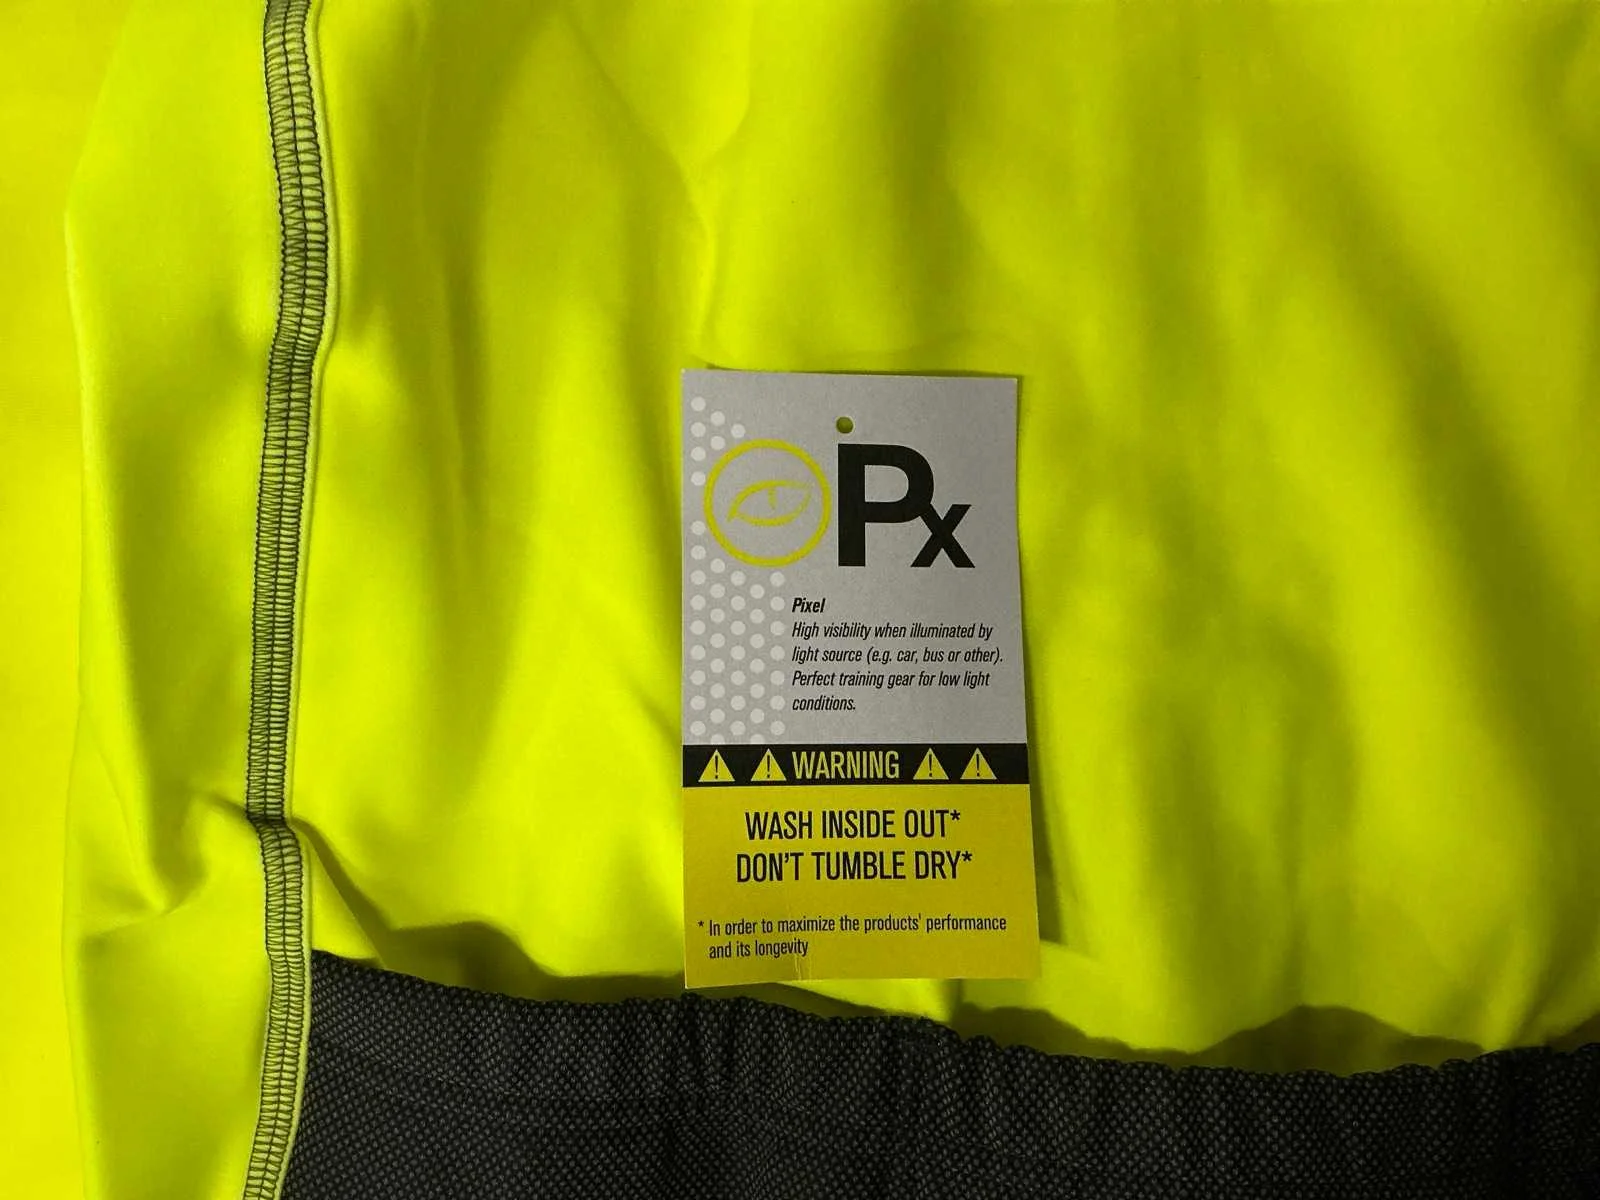 Px
Pixel
High visibility when illuminated by
light source (e.g. car, bus or other).
Perfect training gear for low light
conditions.
WARNING
WASH INSIDE OUT*
DON'T TUMBLE DRY*
* In order to maximize the products' performance
and its longevity